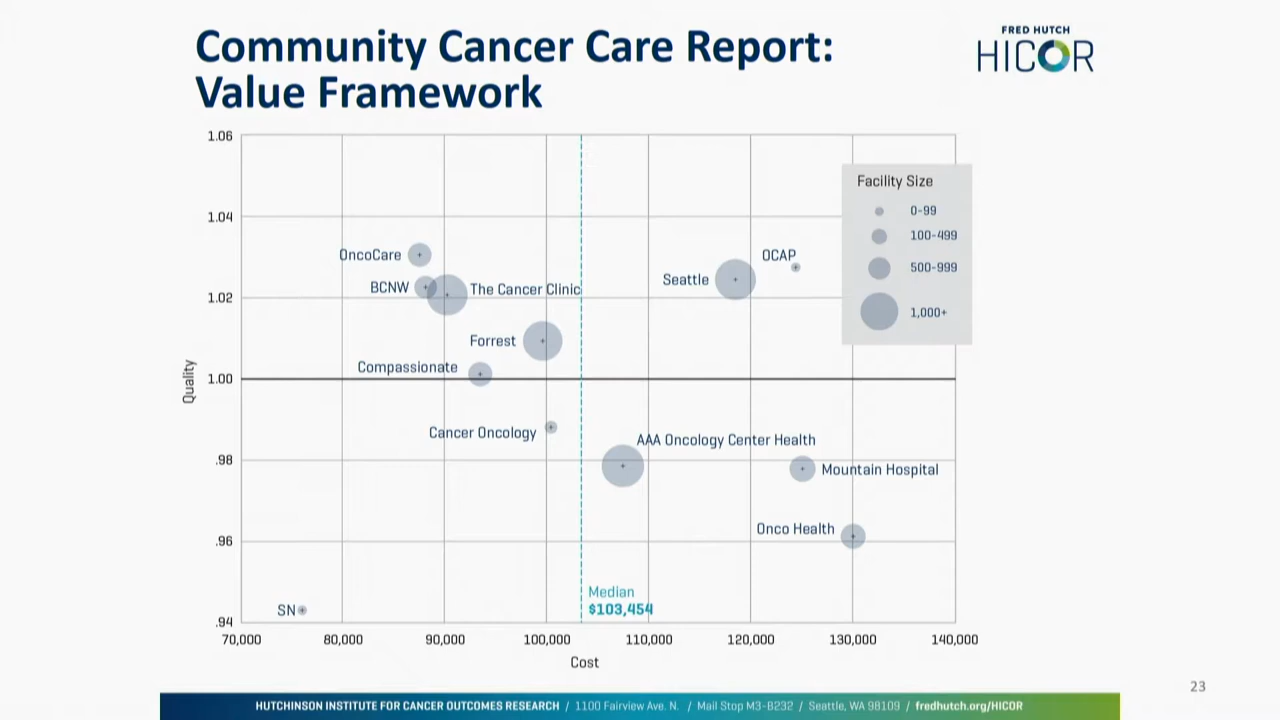 Community Cancer Care Report:
Value Framework
FRED HUTCH
HICOR
1.06
1.04
1.02
1.00
.98
.96
.94
Quality
70,000
80,000
90,000
100,000
110,000
120,000
130,000
140,000
Cost
OncoCare
BCNW
The Cancer Clinic
Forrest
Compassionate
Cancer Oncology
SN
Seattle
OCAP
AAA Oncology Center Health
Mountain Hospital
Onco Health
Median
$103,454
Facility Size
0-99
100-499
500-999
1,000+
23
HUTCHINSON INSTITUTE FOR CANCER OUTCOMES RESEARCH / 1100 Fairview Ave. N. / Mail Stop M3-B232 / Seattle, WA 98109 / fredhutch.org/HICOR